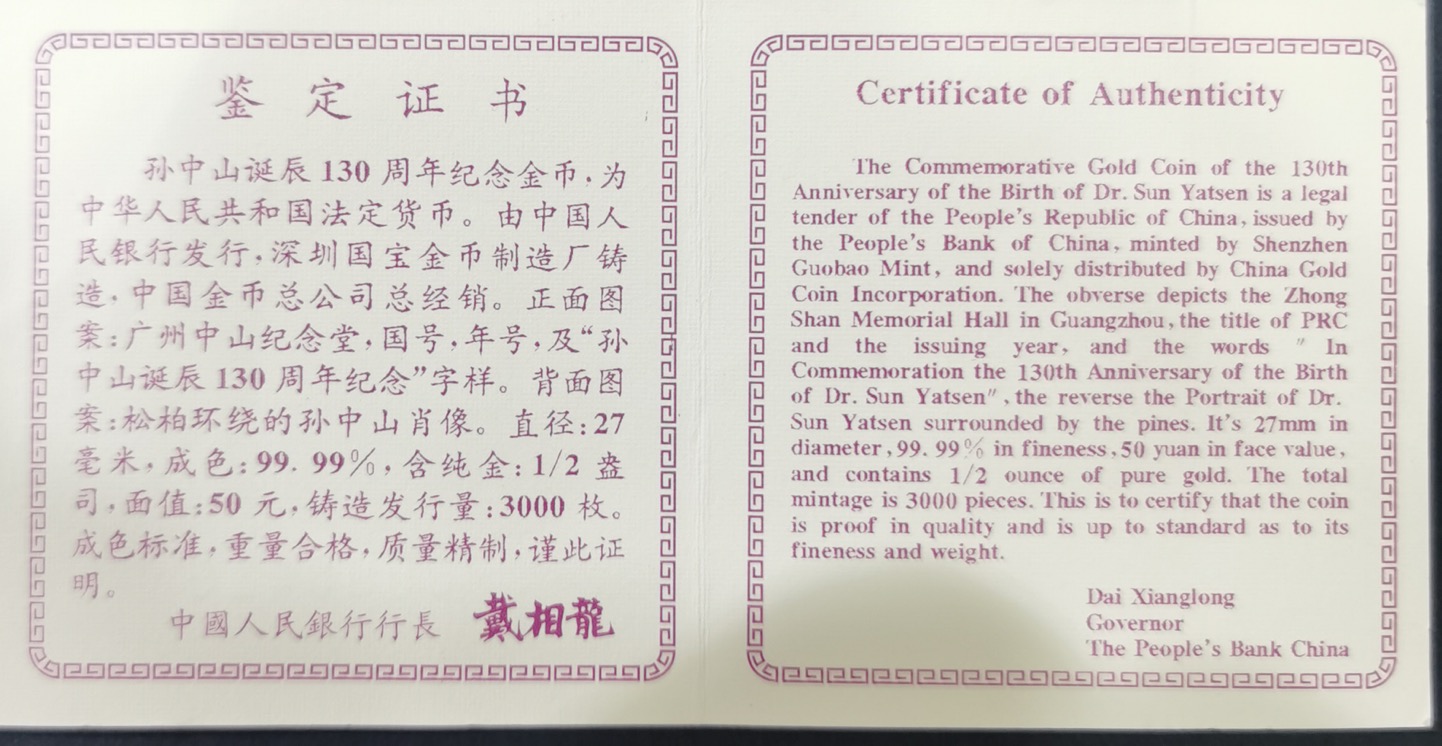 鉴定证书
孙中山诞辰 130 周年纪念金币,为
中华人民共和国法定货币。由中国人
民银行发行,深圳国宝金币制造厂铸
造,中国金币总公司总经销。正面图
案:广州中山纪念堂,国号,年号,及“孙
中山诞辰 130 周年纪念”字样。背面图
案:松柏环绕的孙中山肖像。直径:27
毫米,成色:99. 99%,含纯金:1/2 盎
司,面值:50 元,铸造发行量:3000 枚。
成色标准,重量合格,质量精制,谨此证
明。
中國人民銀行行長 戴相龍
Certificate of Authenticity
The Commemorative Gold Coin of the 130th
Anniversary of the Birth of Dr. Sun Yatsen is a legal
tender of the People's Republic of China, issued by
the People's Bank of China, minted by Shenzhen
Guobao Mint, and solely distributed by China Gold
Coin Incorporation. The obverse depicts the Zhong
Shan Memorial Hall in Guangzhou, the title of PRC
and the issuing year, and the words " In
Commemoration the 130th Anniversary of the Birth
of Dr. Sun Yatsen", the reverse the Portrait of Dr.
Sun Yatsen surrounded by the pines. It's 27mm in
diameter, 99. 99% in fineness, 50 yuan in face value,
and contains 1/2 ounce of pure gold. The total
mintage is 3000 pieces. This is to certify that the coin
is proof in quality and is up to standard as to its
fineness and weight.
Dai Xianglong
Governor
The People's Bank China